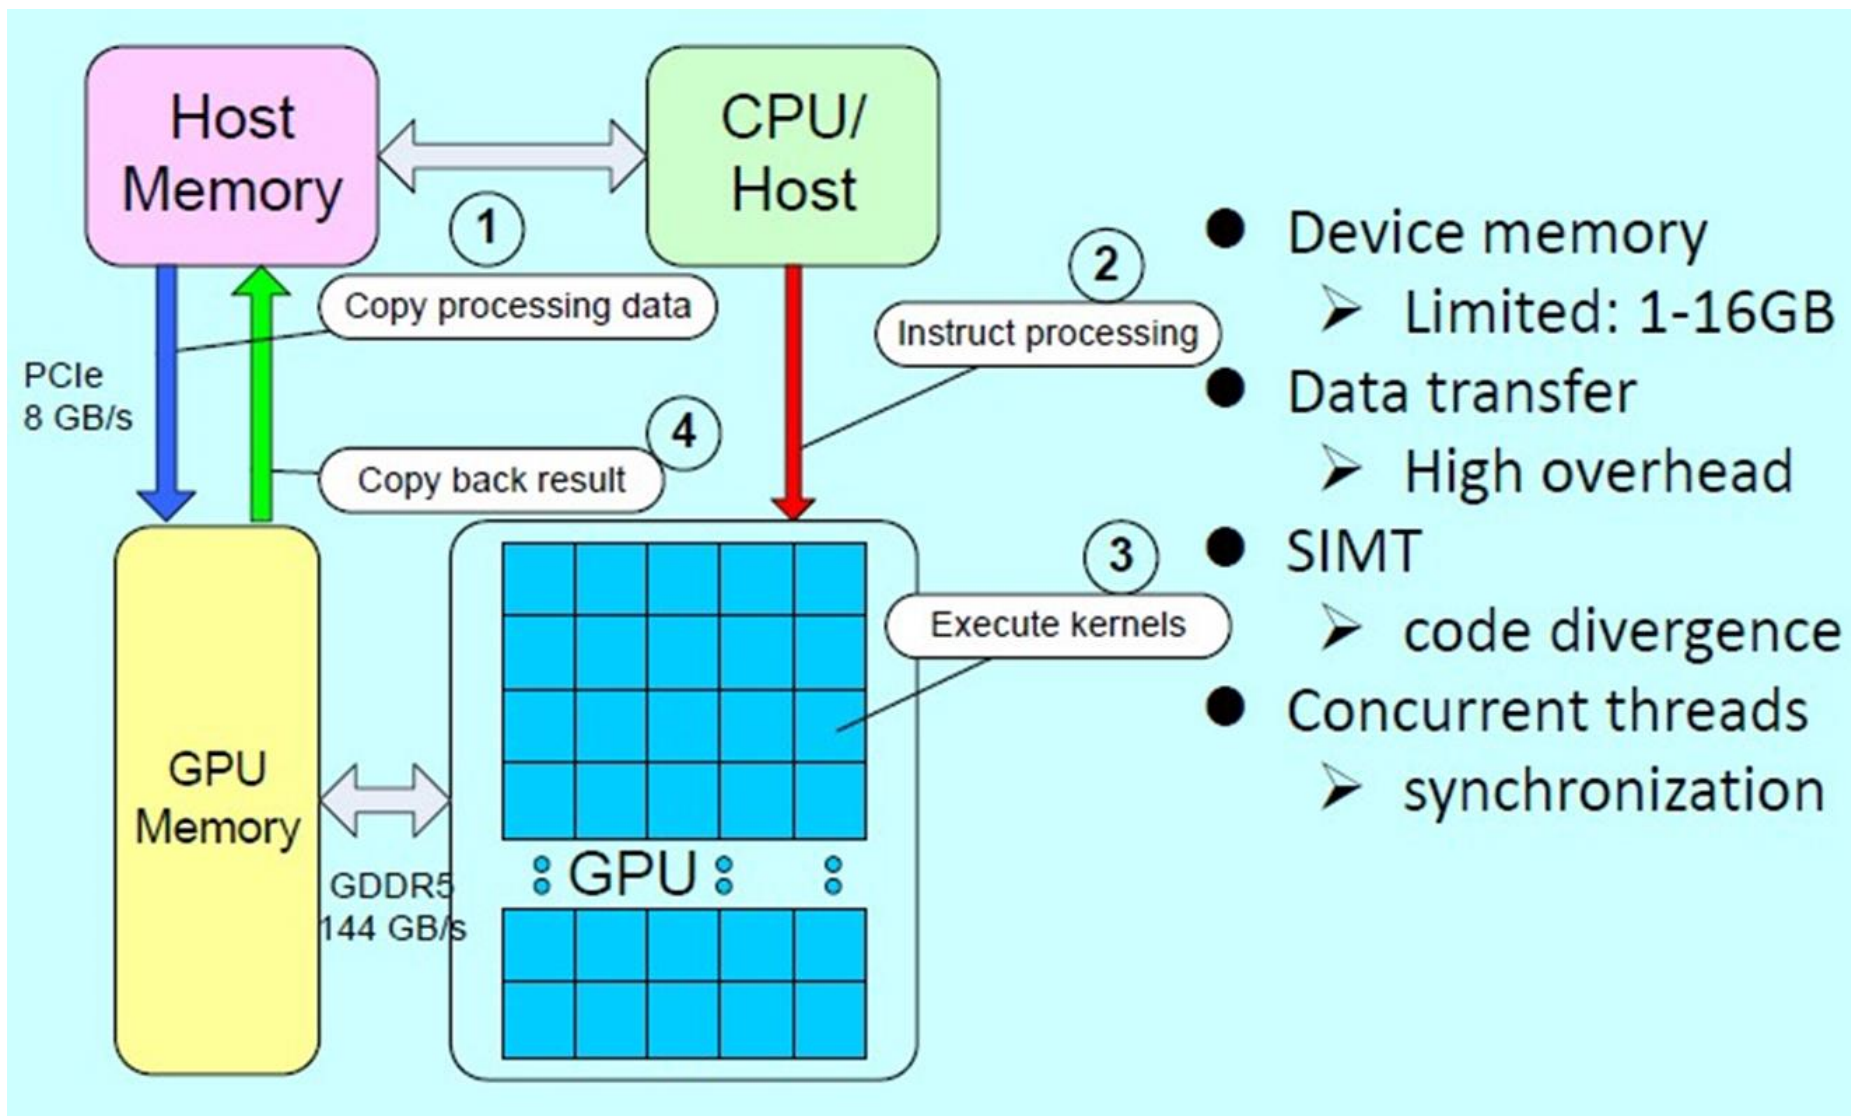 Host
Memory
CPU/
Host
1
Copy processing data
2
Instruct processing
PCIe
8 GB/s
4
Copy back result
3
Execute kernels
GPU
Memory
GDDR5
144 GB/s
GPU
● Device memory
➢ Limited: 1-16GB
● Data transfer
➢ High overhead
● SIMT
➢ code divergence
● Concurrent threads
➢ synchronization